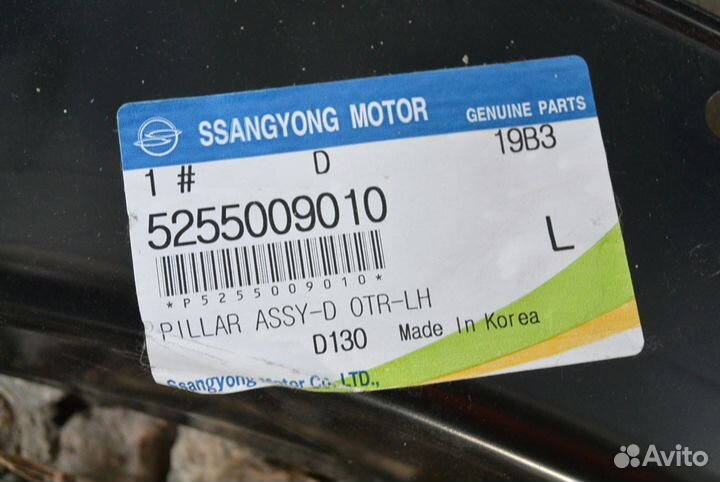 SSANGYONG MOTOR GENUINE PARTS
1 # D 19B3
5255009010
L
*P5255009010*
PILLAR ASSY-D OTR-LH
D130 Made In Korea
Ssangyong Motor Co., LTD.,
Avito